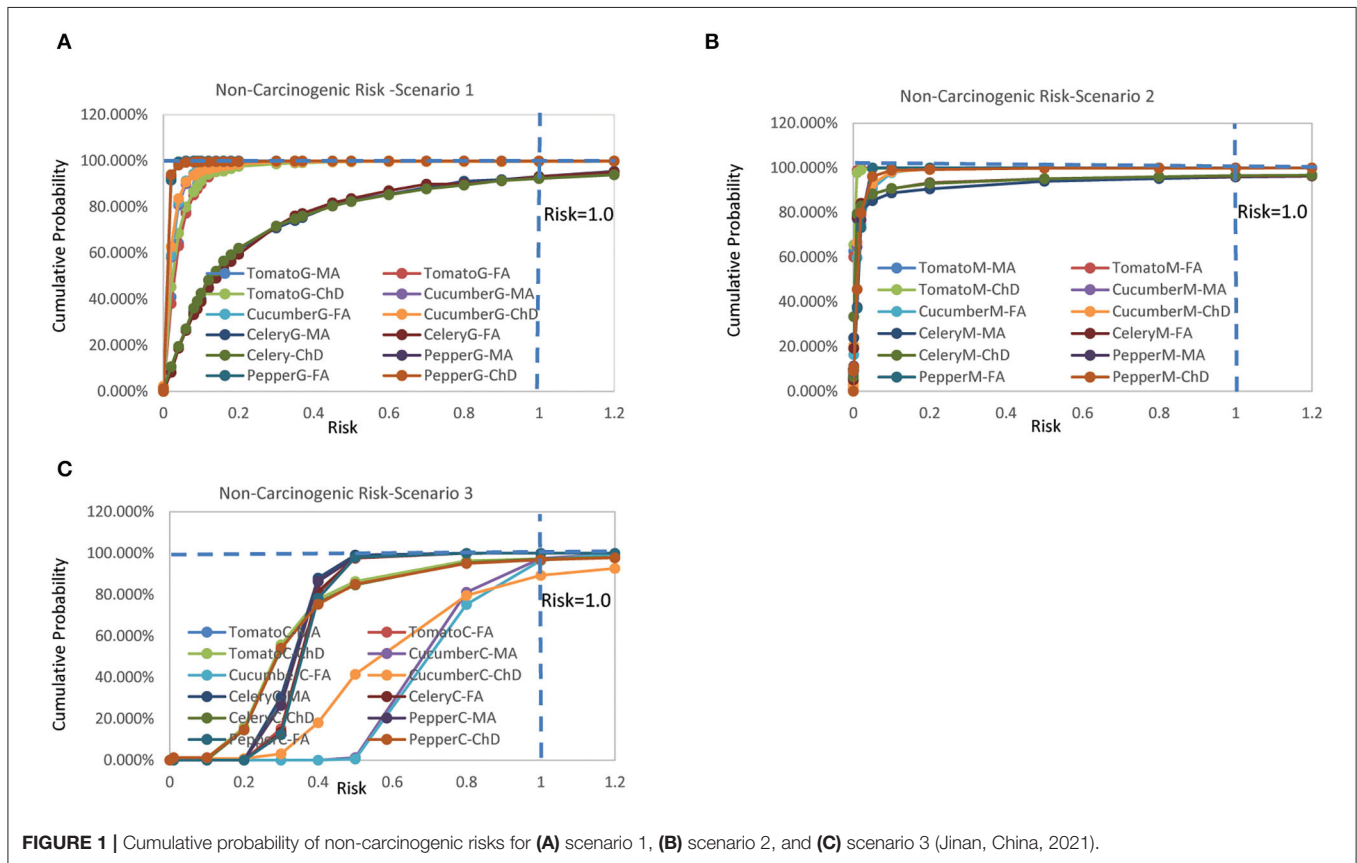 A
Non-Carcinogenic Risk -Scenario 1
120.000%
100.000%
80.000%
60.000%
40.000%
20.000%
0.000%
Cumulative Probability
Risk=1.0
TomatoG-MA TomatoG-FA
TomatoG-ChD CucumberG-MA
CucumberG-FA CucumberG-ChD
CeleryG-MA CeleryG-FA
Celery-ChD PepperG-MA
PepperG-FA PepperG-ChD
0 0.2 0.4 0.6 0.8 1 1.2
Risk
B
Non-Carcinogenic Risk-Scenario 2
120.000%
100.000%
80.000%
60.000%
40.000%
20.000%
0.000%
Cumulative Probability
Risk=1.0
TomatoM-MA TomatoM-FA
TomatoM-ChD CucumberM-MA
CucumberM-FA CucumberM-ChD
CeleryM-MA CeleryM-FA
CeleryM-ChD PepperM-MA
PepperM-FA PepperM-ChD
0 0.2 0.4 0.6 0.8 1 1.2
Risk
C
Non-Carcinogenic Risk-Scenario 3
120.000%
100.000%
80.000%
60.000%
40.000%
20.000%
0.000%
Cumulative Probability
Risk=1.0
TomatoC-MA TomatoC-FA
TomatoC-ChD CucumberC-MA
CucumberC-FA CucumberC-ChD
CeleryC-MA CeleryC-FA
CeleryC-ChD PepperC-MA
PepperC-FA PepperC-ChD
0 0.2 0.4 0.6 0.8 1 1.2
Risk
FIGURE 1 | Cumulative probability of non-carcinogenic risks for (A) scenario 1, (B) scenario 2, and (C) scenario 3 (Jinan, China, 2021).